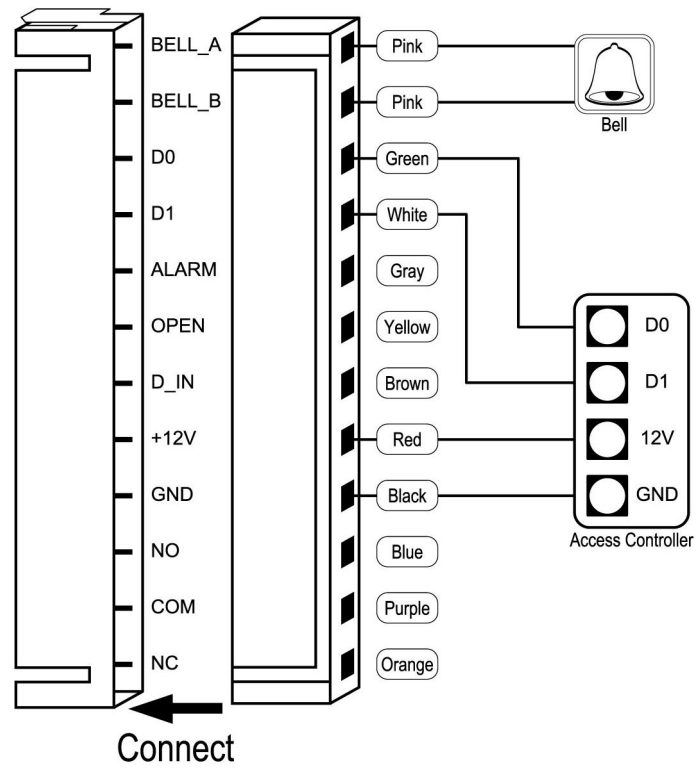 BELL_A
Pink
BELL_B
Pink
Bell
D0
Green
D1
White
ALARM
Gray
OPEN
Yellow
D0
D_IN
Brown
D1
+12V
Red
12V
GND
Black
GND
Access Controller
NO
Blue
COM
Purple
NC
Orange
Connect